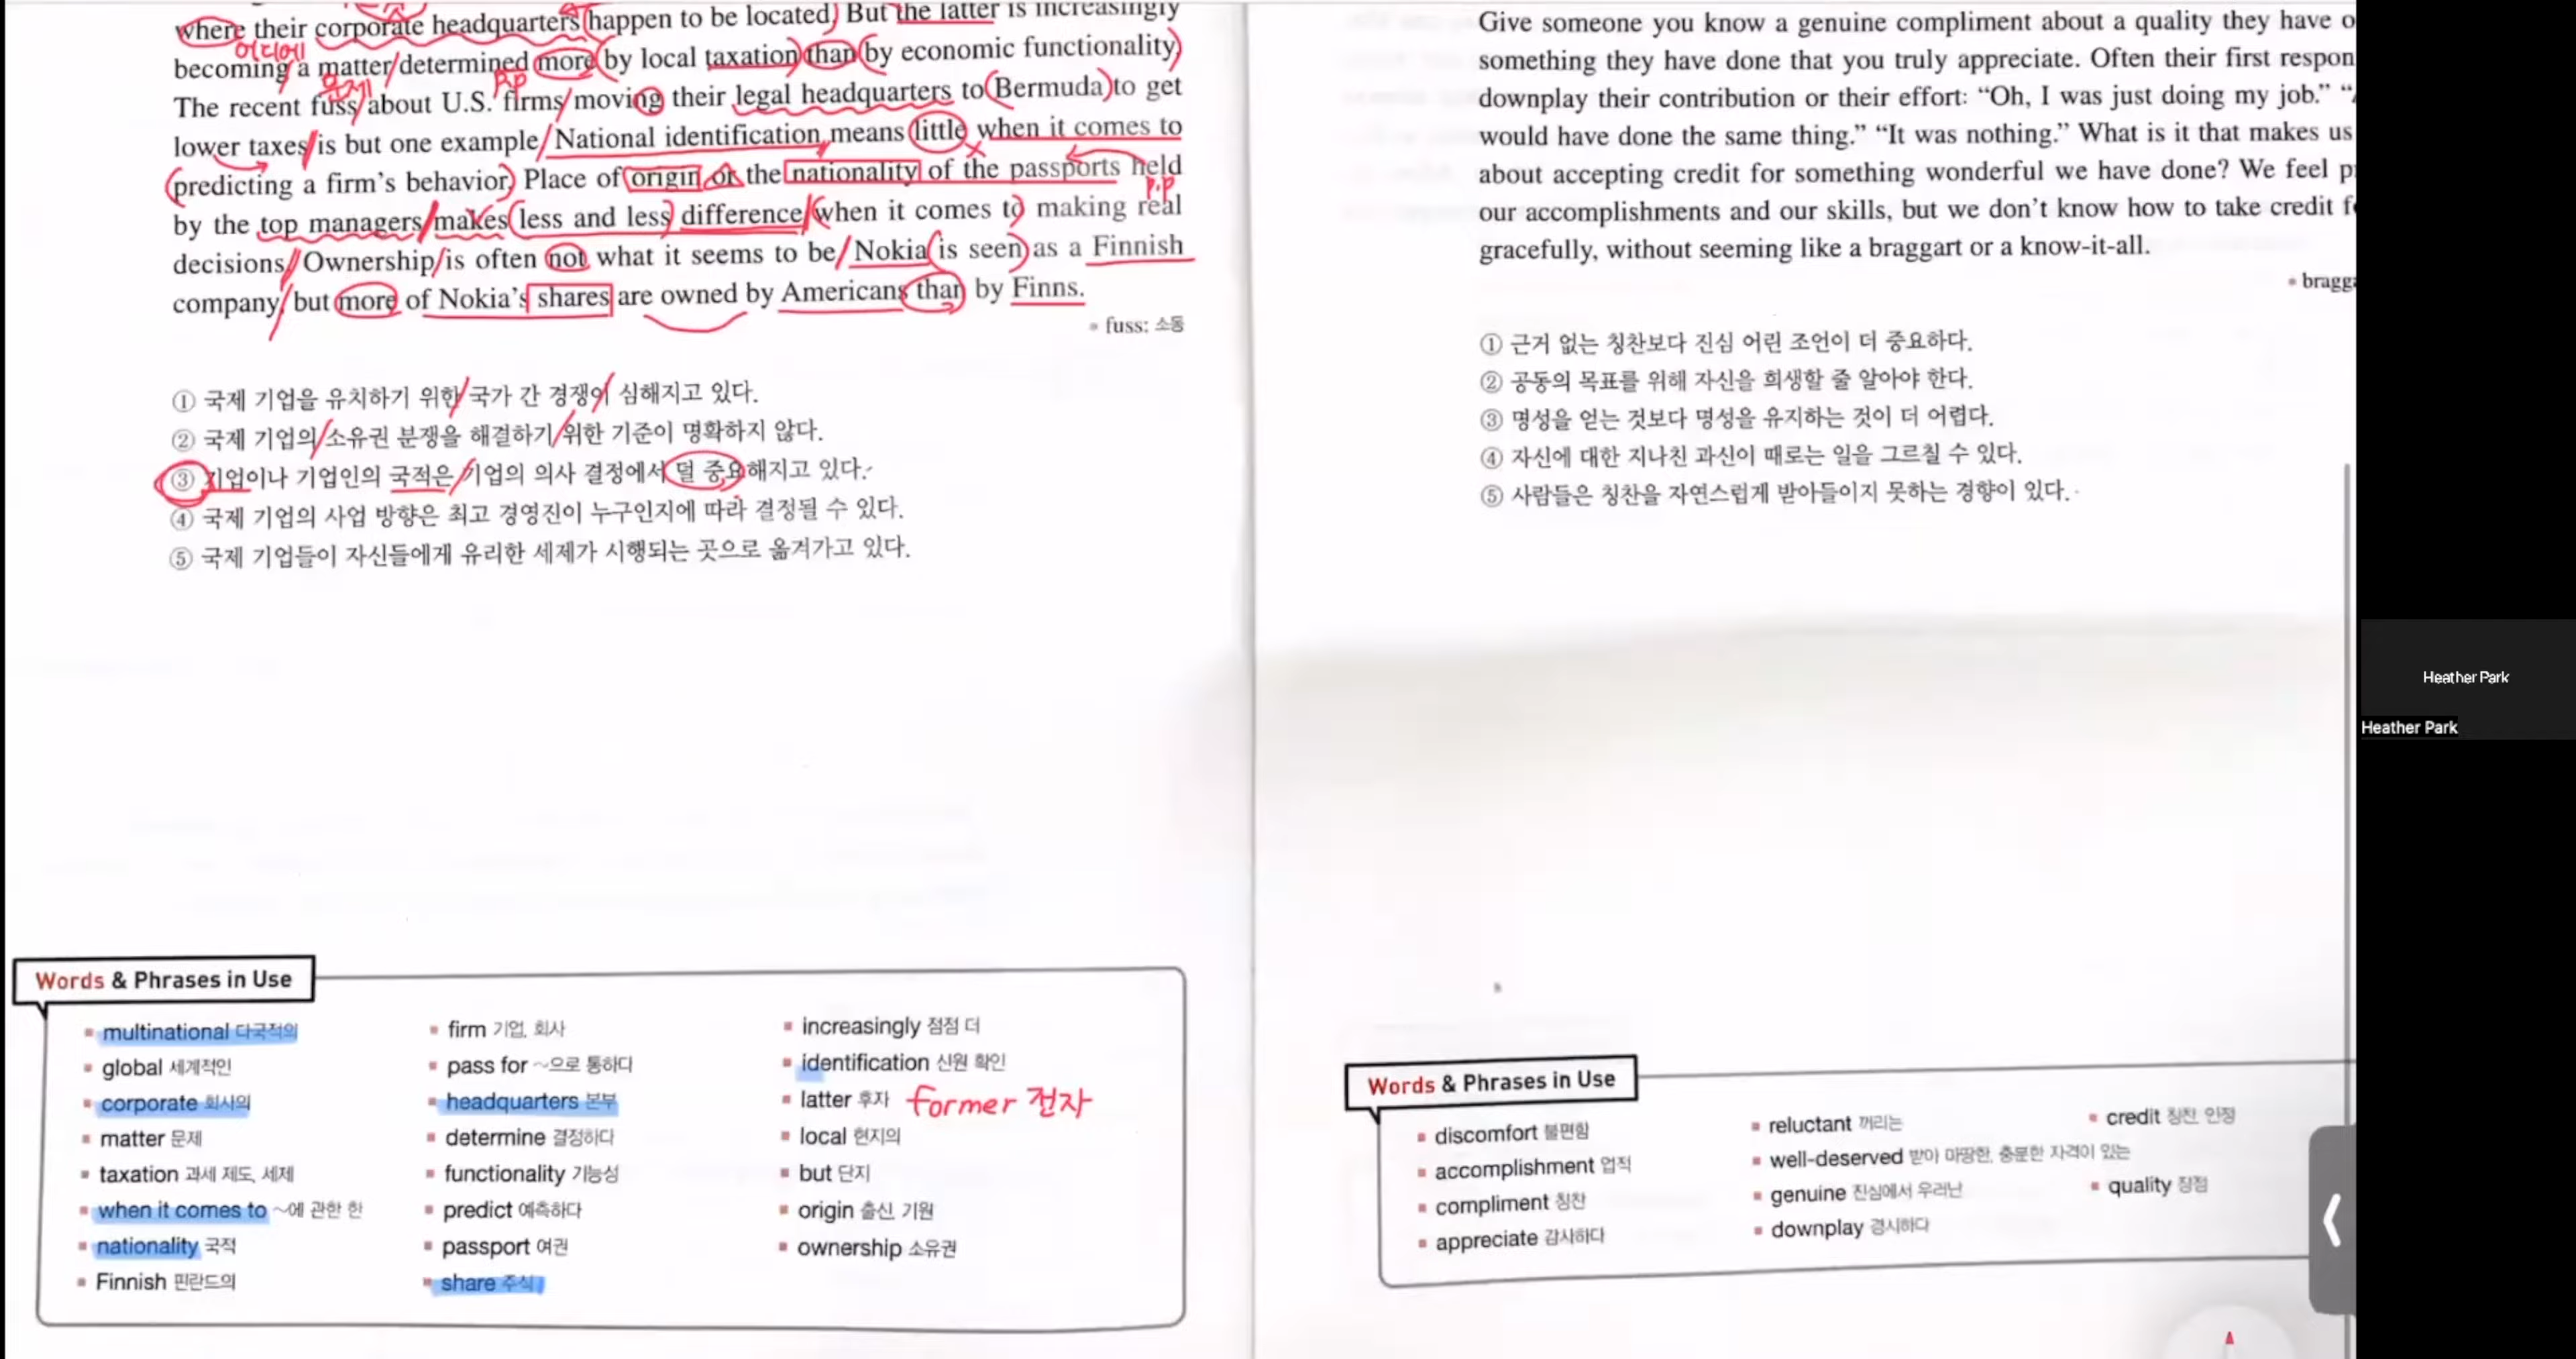 where their corporate headquarters happen to be located. But the latter is increasingly
어디에
becoming a matter determined more by local taxation than by economic functionality.
문제
P.P
The recent fuss about U.S. firms moving their legal headquarters to Bermuda to get
lower taxes is but one example. National identification means little when it comes to
predicting a firm's behavior. Place of origin or the nationality of the passports held
P.P
by the top managers makes less and less difference when it comes to making real
decisions. Ownership is often not what it seems to be. Nokia is seen as a Finnish
company, but more of Nokia's shares are owned by Americans than by Finns.
* fuss: 소동
① 국제 기업을 유치하기 위한 국가 간 경쟁이 심해지고 있다.
② 국제 기업의 소유권 분쟁을 해결하기 위한 기준이 명확하지 않다.
③ 기업이나 기업인의 국적은 기업의 의사 결정에서 덜 중요해지고 있다.
④ 국제 기업의 사업 방향은 최고 경영진이 누구인지에 따라 결정될 수 있다.
⑤ 국제 기업들이 자신들에게 유리한 세제가 시행되는 곳으로 옮겨가고 있다.
Words & Phrases in Use
multinational 다국적의
global 세계적인
corporate 회사의
matter 문제
taxation 과세 제도, 세제
when it comes to ~에 관한 한
nationality 국적
Finnish 핀란드의
firm 기업, 회사
pass for ~으로 통하다
headquarters 본부
determine 결정하다
functionality 기능성
predict 예측하다
passport 여권
share 주식
increasingly 점점 더
identification 신원 확인
latter 후자 former 전자
local 현지의
but 단지
origin 출신, 기원
ownership 소유권
Give someone you know a genuine compliment about a quality they have o
something they have done that you truly appreciate. Often their first respon
downplay their contribution or their effort: “Oh, I was just doing my job.” “
would have done the same thing.” “It was nothing.” What is it that makes us
about accepting credit for something wonderful we have done? We feel p
our accomplishments and our skills, but we don't know how to take credit f
gracefully, without seeming like a braggart or a know-it-all.
* bragg
① 근거 없는 칭찬보다 진심 어린 조언이 더 중요하다.
② 공동의 목표를 위해 자신을 희생할 줄 알아야 한다.
③ 명성을 얻는 것보다 명성을 유지하는 것이 더 어렵다.
④ 자신에 대한 지나친 과신이 때로는 일을 그르칠 수 있다.
⑤ 사람들은 칭찬을 자연스럽게 받아들이지 못하는 경향이 있다.
Words & Phrases in Use
discomfort 불편함
accomplishment 업적
compliment 칭찬
appreciate 감사하다
reluctant 꺼리는
well-deserved 받아 마땅한, 충분한 자격이 있는
genuine 진심에서 우러난
downplay 경시하다
credit 칭찬, 인정
quality 장점
Heather Park
Heather Park